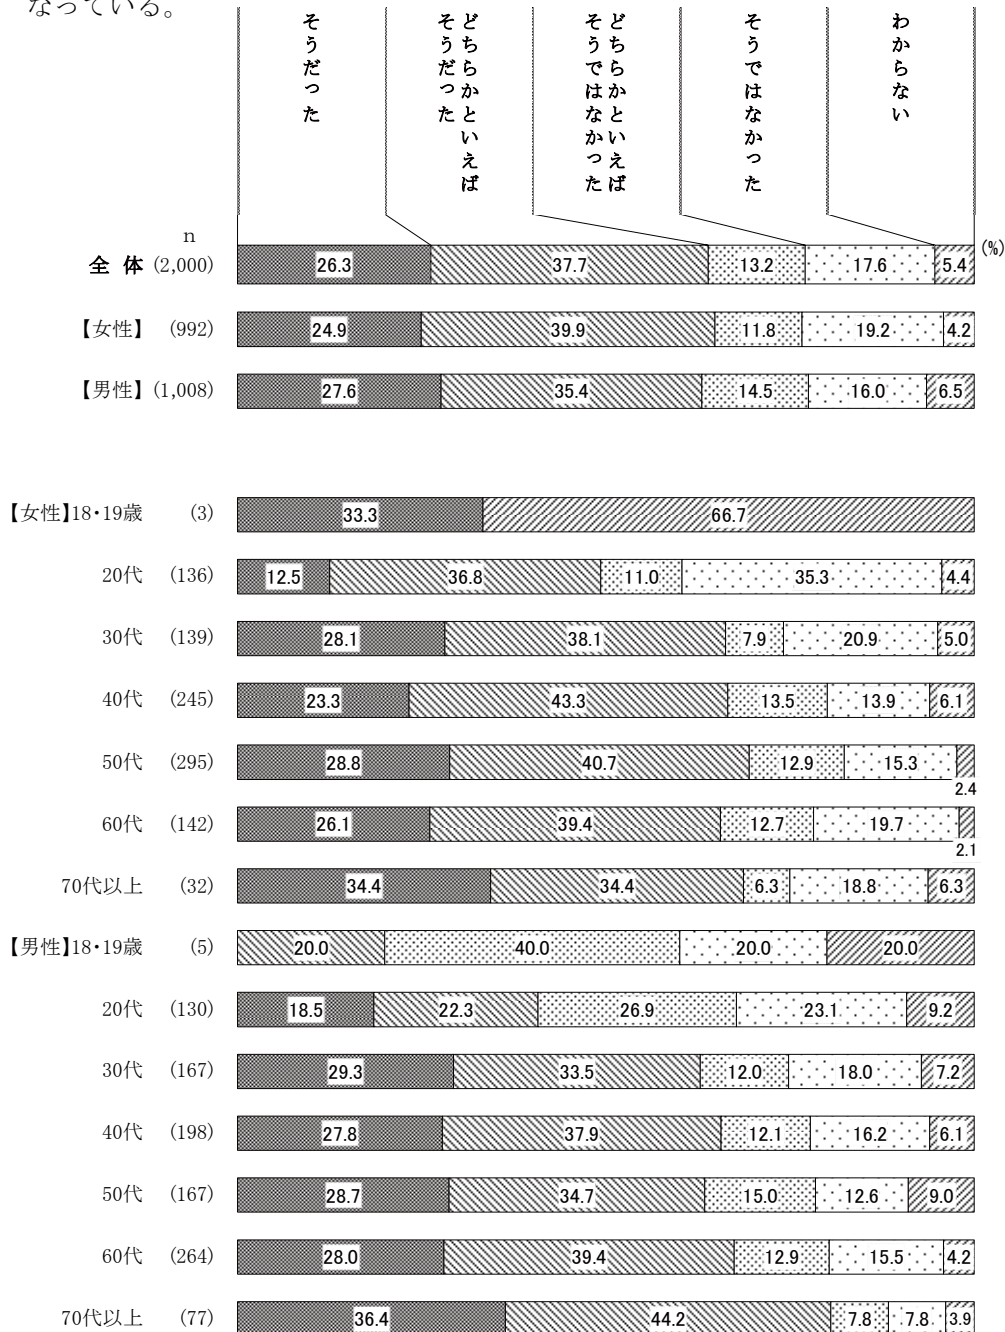 なっている。
そうだった
どちらかといえば
そうだった
どちらかといえば
そうではなかった
そうではなかった
わからない
n
(%)
全 体 (2,000) 26.3 37.7 13.2 17.6 5.4
【女性】 (992) 24.9 39.9 11.8 19.2 4.2
【男性】 (1,008) 27.6 35.4 14.5 16.0 6.5
【女性】18・19歳 (3) 33.3 66.7
20代 (136) 12.5 36.8 11.0 35.3 4.4
30代 (139) 28.1 38.1 7.9 20.9 5.0
40代 (245) 23.3 43.3 13.5 13.9 6.1
50代 (295) 28.8 40.7 12.9 15.3 2.4
60代 (142) 26.1 39.4 12.7 19.7 2.1
70代以上 (32) 34.4 34.4 6.3 18.8 6.3
【男性】18・19歳 (5) 20.0 40.0 20.0 20.0
20代 (130) 18.5 22.3 26.9 23.1 9.2
30代 (167) 29.3 33.5 12.0 18.0 7.2
40代 (198) 27.8 37.9 12.1 16.2 6.1
50代 (167) 28.7 34.7 15.0 12.6 9.0
60代 (264) 28.0 39.4 12.9 15.5 4.2
70代以上 (77) 36.4 44.2 7.8 7.8 3.9